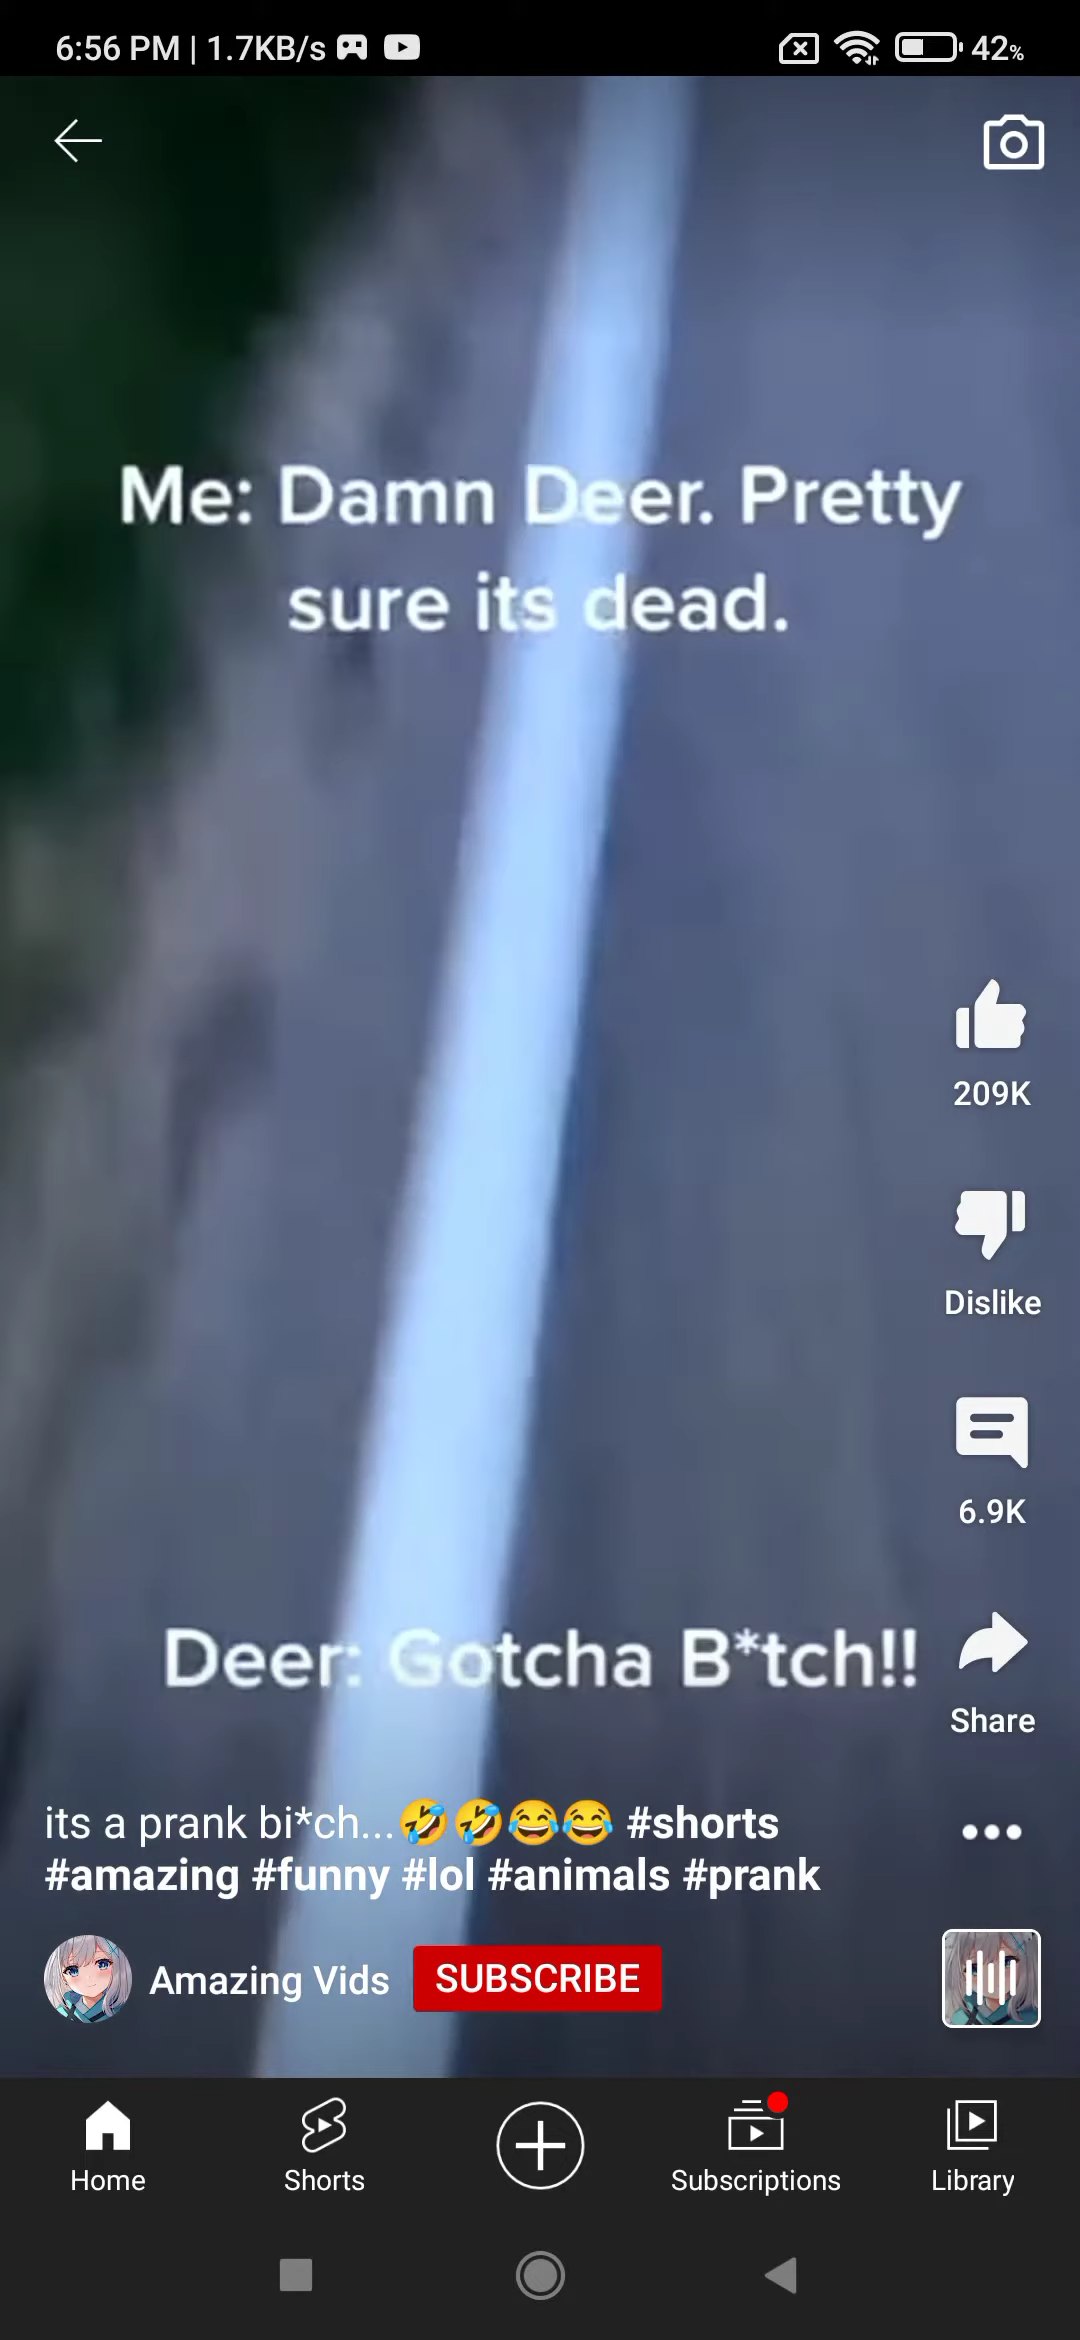 6:56 PM | 1.7KB/s
42%
Me: Damn Deer. Pretty
sure its dead.
209K
Dislike
6.9K
Deer: Gotcha B*tch!!
Share
its a prank bi*ch...🤣🤣😂😂 #shorts
#amazing #funny #lol #animals #prank
Amazing Vids
SUBSCRIBE
Home
Shorts
Subscriptions
Library